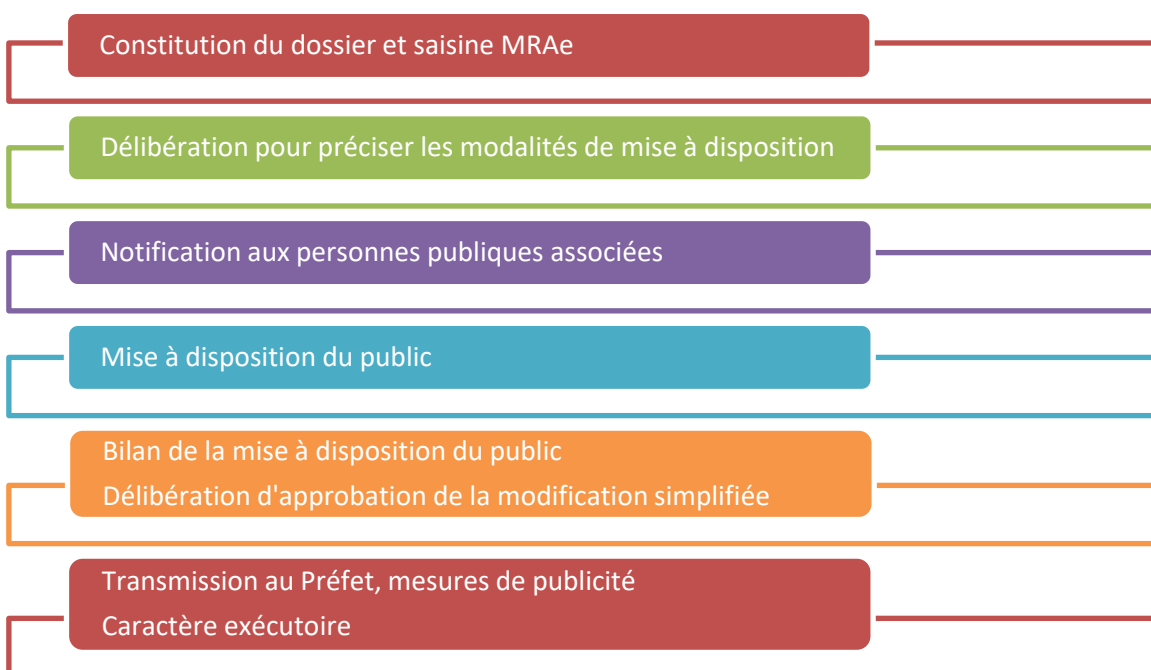 Constitution du dossier et saisine MRAe
Délibération pour préciser les modalités de mise à disposition
Notification aux personnes publiques associées
Mise à disposition du public
Bilan de la mise à disposition du public
Délibération d'approbation de la modification simplifiée
Transmission au Préfet, mesures de publicité
Caractère exécutoire